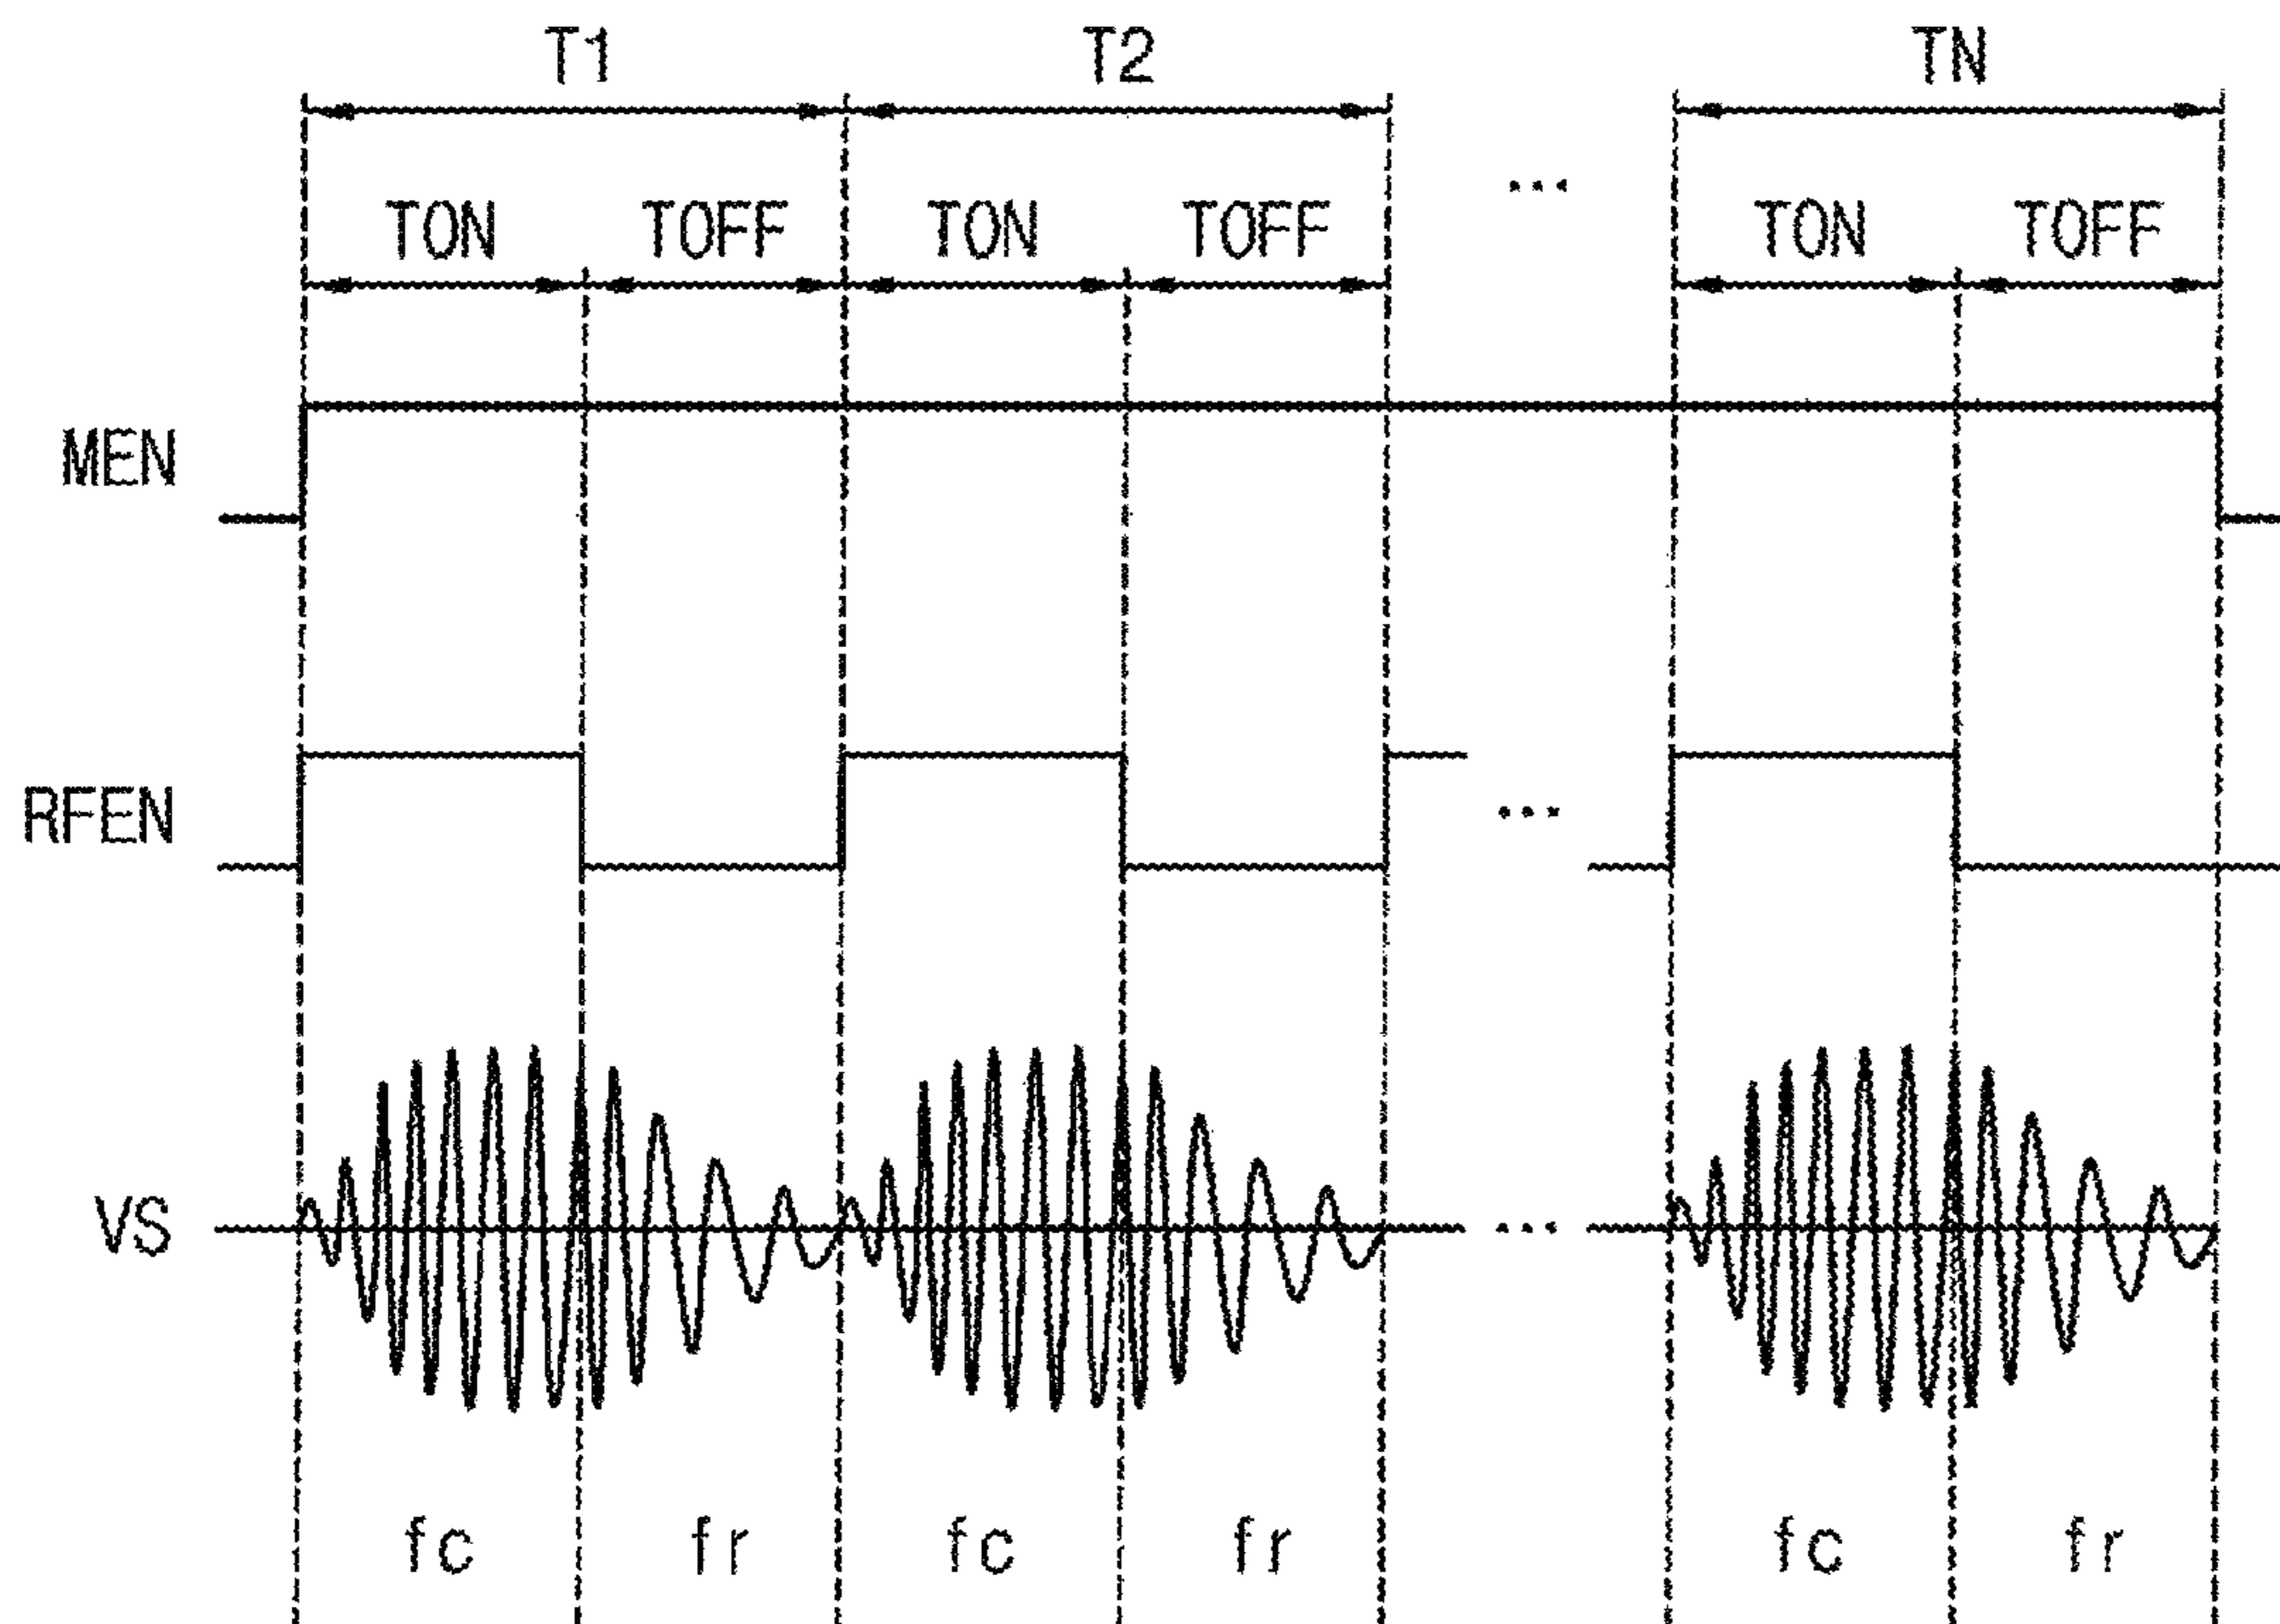 T1 T2 TN
...
TON TOFF TON TOFF TON TOFF
MEN
RFEN ...
VS ...
fc fr fc fr fc fr